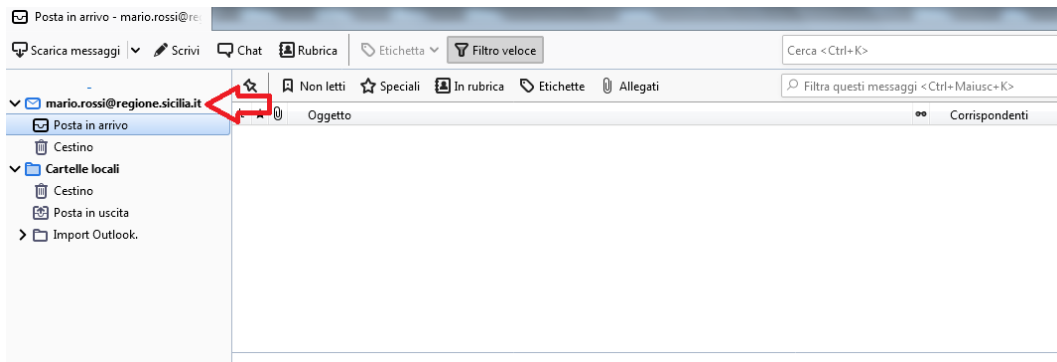 Posta in arrivo - mario.rossi@re
Scarica messaggi Scrivi Chat Rubrica Etichetta Filtro veloce Cerca <Ctrl+K>
Non letti Speciali In rubrica Etichette Allegati Filtra questi messaggi <Ctrl+Maiusc+K>
mario.rossi@regione.sicilia.it
Oggetto Corrispondenti
Posta in arrivo
Cestino
Cartelle locali
Cestino
Posta in uscita
Import Outlook.